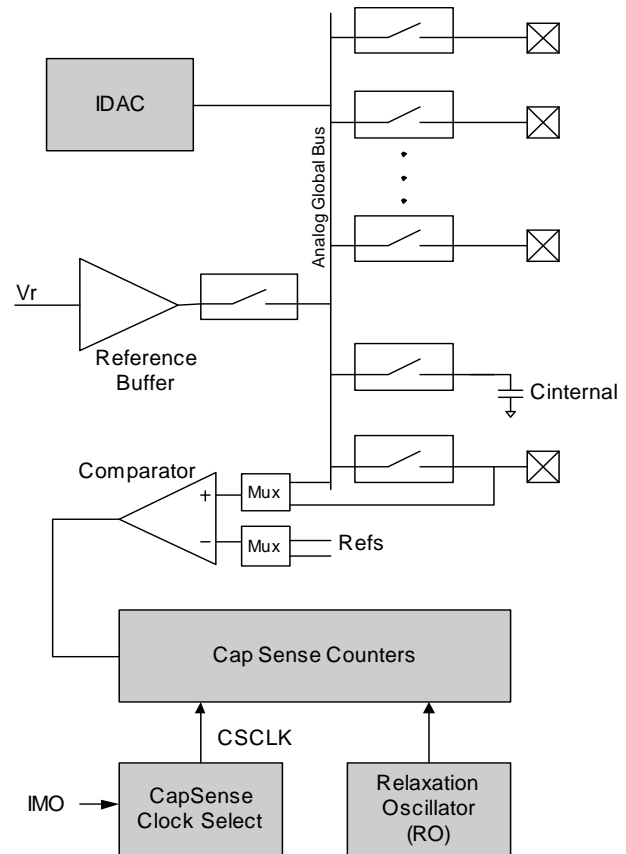 IDAC
Analog Global Bus
Vr
Reference
Buffer
Cinternal
Comparator
+
Mux
−
Mux
Refs
Cap Sense Counters
CSCLK
IMO
CapSense
Clock Select
Relaxation
Oscillator
(RO)